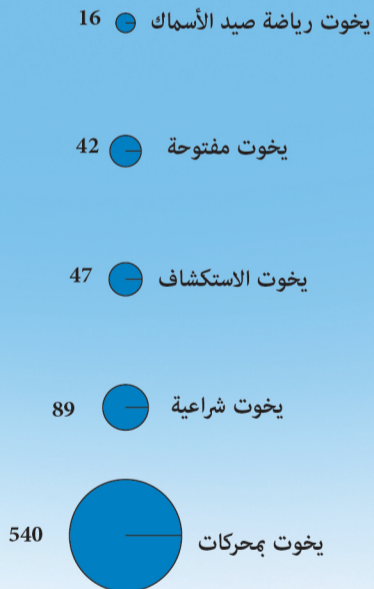 يخوت رياضة صيد الأسماك 16
يخوت مفتوحة 42
يخوت الاستكشاف 47
يخوت شراعية 89
يخوت بمحركات 540